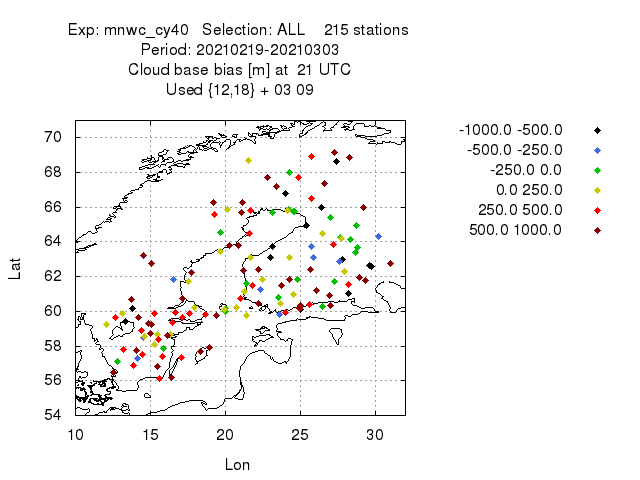 Exp: mnwc_cy40 Selection: ALL 215 stations
Period: 20210219-20210303
Cloud base bias [m] at 21 UTC
Used {12,18} + 03 09
-1000.0 -500.0
-500.0 -250.0
-250.0 0.0
0.0 250.0
250.0 500.0
500.0 1000.0
Lat
70
68
66
64
62
60
58
56
54
10 15 20 25 30
Lon